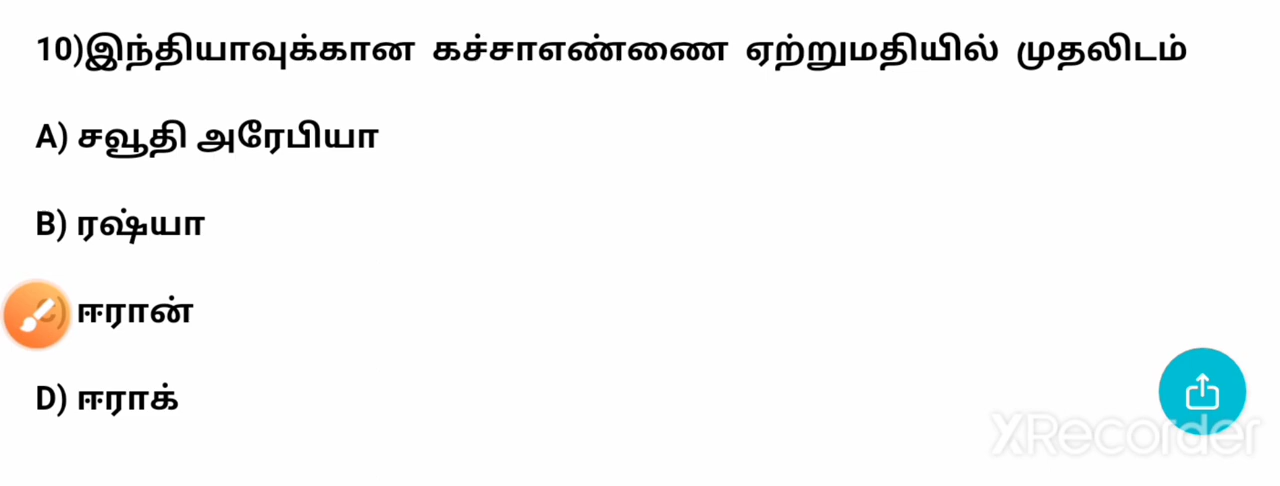 10)இந்தியாவுக்கான கச்சாஎண்ணை ஏற்றுமதியில் முதலிடம்
A) சவூதி அரேபியா
B) ரஷ்யா
C) ஈரான்
D) ஈராக்
XRecorder